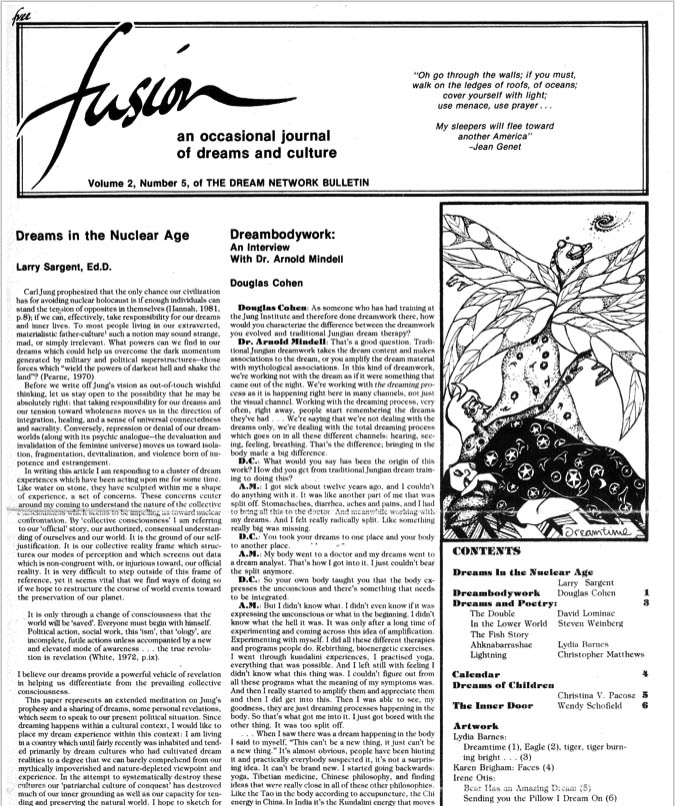 free
fusion
an occasional journal
of dreams and culture
"Oh go through the walls; if you must,
walk on the ledges of roofs, of oceans;
cover yourself with light;
use menace, use prayer . . .
My sleepers will flee toward
another America"
–Jean Genet
Volume 2, Number 5, of THE DREAM NETWORK BULLETIN
Dreams in the Nuclear Age
Larry Sargent, Ed.D.
Carl Jung prophesized that the only chance our civilization
has for avoiding nuclear holocaust is if enough individuals can
stand the tension of opposites in themselves (Hannah, 1981,
p.8); if we can, effectively, take responsibility for our dreams
and inner lives. To most people living in our extraverted,
materialistic father-culture¹ such a notion may sound strange,
mad, or simply irrelevant. What powers can we find in our
dreams which could help us overcome the dark momentum
generated by military and political superstructures—those
forces which "wield the powers of darkest hell and shake the
land"? (Pearne, 1970)
Before we write off Jung's vision as out-of-touch wishful
thinking, let us stay open to the possibility that he may be
absolutely right: that taking responsibility for our dreams and
our tension toward wholeness moves us in the direction of
integration, healing, and a sense of universal connectedness
and sacrality. Conversely, repression or denial of our dream-
worlds (along with its psychic analogue—the devaluation and
invalidation of the feminine universe) moves us toward isola-
tion, fragmentation, devitalization, and violence born of im-
potence and estrangement.
In writing this article I am responding to a cluster of dream
experiences which have been acting upon me for some time.
Like water on stone, they have sculpted within me a shape
of experience, a set of concerns. These concerns center
around my coming to understand the nature of the collective
consciousness which seems to be impelling us toward nuclear
confrontation. By 'collective consciousness' I am referring
to our 'official' story, our authorized, consensual understan-
ding of ourselves and our world. It is the ground of our self-
justification. It is our collective reality frame which struc-
tures our modes of perception and which screens out data
which is non-congruent with, or injurious toward, our official
reality. It is very difficult to step outside of this frame of
reference, yet it seems vital that we find ways of doing so
if we hope to restructure the course of events toward
the preservation of our planet.
It is only through a change of consciousness that the
world will be 'saved'. Everyone must begin with himself.
Political action, social work, this 'ism', that 'ology', are
incomplete, futile actions unless accompanied by a new
and elevated mode of awareness . . . the true revolu-
tion is revelation (White, 1972, p.ix).
I believe our dreams provide a powerful vehicle of revelation
in helping us differentiate from the prevailing collective
consciousness.
This paper represents an extended meditation on Jung's
prophesy and a sharing of dreams, some personal revelations,
which seem to speak to our present political situation. Since
dreaming happens within a cultural context, I would like to
place my dream experience within this context: I am living
in a country which until fairly recently was inhabited and tend-
ed primarily by dream cultures who had cultivated dream
realities to a degree that we can barely comprehend from our
mythically impoverished and nature-depleted viewpoint and
experience. In the attempt to systematically destroy these
cultures our 'patriarchal culture of conquest' has destroyed
much of our inner grounding as well as our capacity for ten-
ding and preserving the natural world. I hope to sketch for
Dreambodywork:
An Interview
With Dr. Arnold Mindell
Douglas Cohen
Douglas Cohen: As someone who has had training at
the Jung Institute and therefore done dreamwork there, how
would you characterize the difference between the dreamwork
you evolved and traditional Jungian dream therapy?
Dr. Arnold Mindell: That's a good question. Tradi-
tional Jungian dreamwork takes the dream content and makes
associations to the dream, or you amplify the dream material
with mythological associations. In this kind of dreamwork,
we're working not with the dream as if it were something that
came out of the night. We're working with the dreaming pro-
cess as it is happening right here in many channels, not just
the visual channel. Working with the dreaming process, very
often, right away, people start remembering the dreams
they've had . . . We're saying that we're not dealing with the
dreams only, we're dealing with the total dreaming process
which goes on in all these different channels: hearing, see-
ing, feeling, breathing. That's the difference; bringing in the
body made a big difference.
D.C.: What would you say has been the origin of this
work? How did you get from traditional Jungian dream train-
ing to doing this?
A.M.: I got sick about twelve years ago, and I couldn't
do anything with it. It was like another part of me that was
split off. Stomachaches, diarrhea, aches and pains, and I had
to bring all this to the doctor. And meanwhile working with
my dreams. And I felt really radically split. Like something
really big was missing.
D.C.: You took your dreams to one place and your body
to another place.
A.M.: My body went to a doctor and my dreams went to
a dream analyst. That's how I got into it. I just couldn't bear
the split anymore.
D.C.: So your own body taught you that the body ex-
presses the unconscious and there's something that needs
to be integrated.
A.M.: But I didn't know what. I didn't even know if it was
expressing the unconscious or what in the beginning. I didn't
know what the hell it was. It was only after a long time of
experimenting and coming across this idea of amplification.
Experimenting with myself. I did all these different therapies
and programs people do. Rebirthing, bioenergetic exercises.
I went through kundalini experiences, I practised yoga,
everything that was possible. And I left still with feeling I
didn't know what this thing was. I couldn't figure out from
all these programs what the meaning of my symptoms was.
And then I really started to amplify them and appreciate them
and then I did get into this. Then I was able to see, my
goodness, they are just dreaming processes happening in the
body. So that's what got me into it. I just got bored with the
other thing. It was too split off.
. . . When I saw there was a dream happening in the body
I said to myself, "This can't be a new thing, it just can't be
a new thing." It's almost obvious, people have been hinting
it and practically everybody suspected it, it's not a surpris-
ing idea. It can't be brand new. I started going backwards:
yoga, Tibetan medicine, Chinese philosophy, and finding
ideas that were really close in all of these other philosophies.
Like the Tao in the body according to accupuncture, the Chi
energy in China. In India it's the Kundalini energy that moves
Dreamtime
CONTENTS
Dreams In the Nuclear Age
Larry Sargent
Dreambodywork Douglas Cohen 1
Dreams and Poetry: 3
The Double David Lominac
In the Lower World Steven Weinberg
The Fish Story
Ahknabarrashae Lydia Barnes
Lightning Christopher Matthews
Calendar 4
Dreams of Children
Christina V. Pacosz 5
The Inner Door Wendy Schofield 6
Artwork
Lydia Barnes:
Dreamtime (1), Eagle (2), tiger, tiger burn-
ing bright . . . (3)
Karen Brigham: Faces (4)
Irene Otis:
Bear Has an Amazing Dream (5)
Sending you the Pillow I Dream On (6)